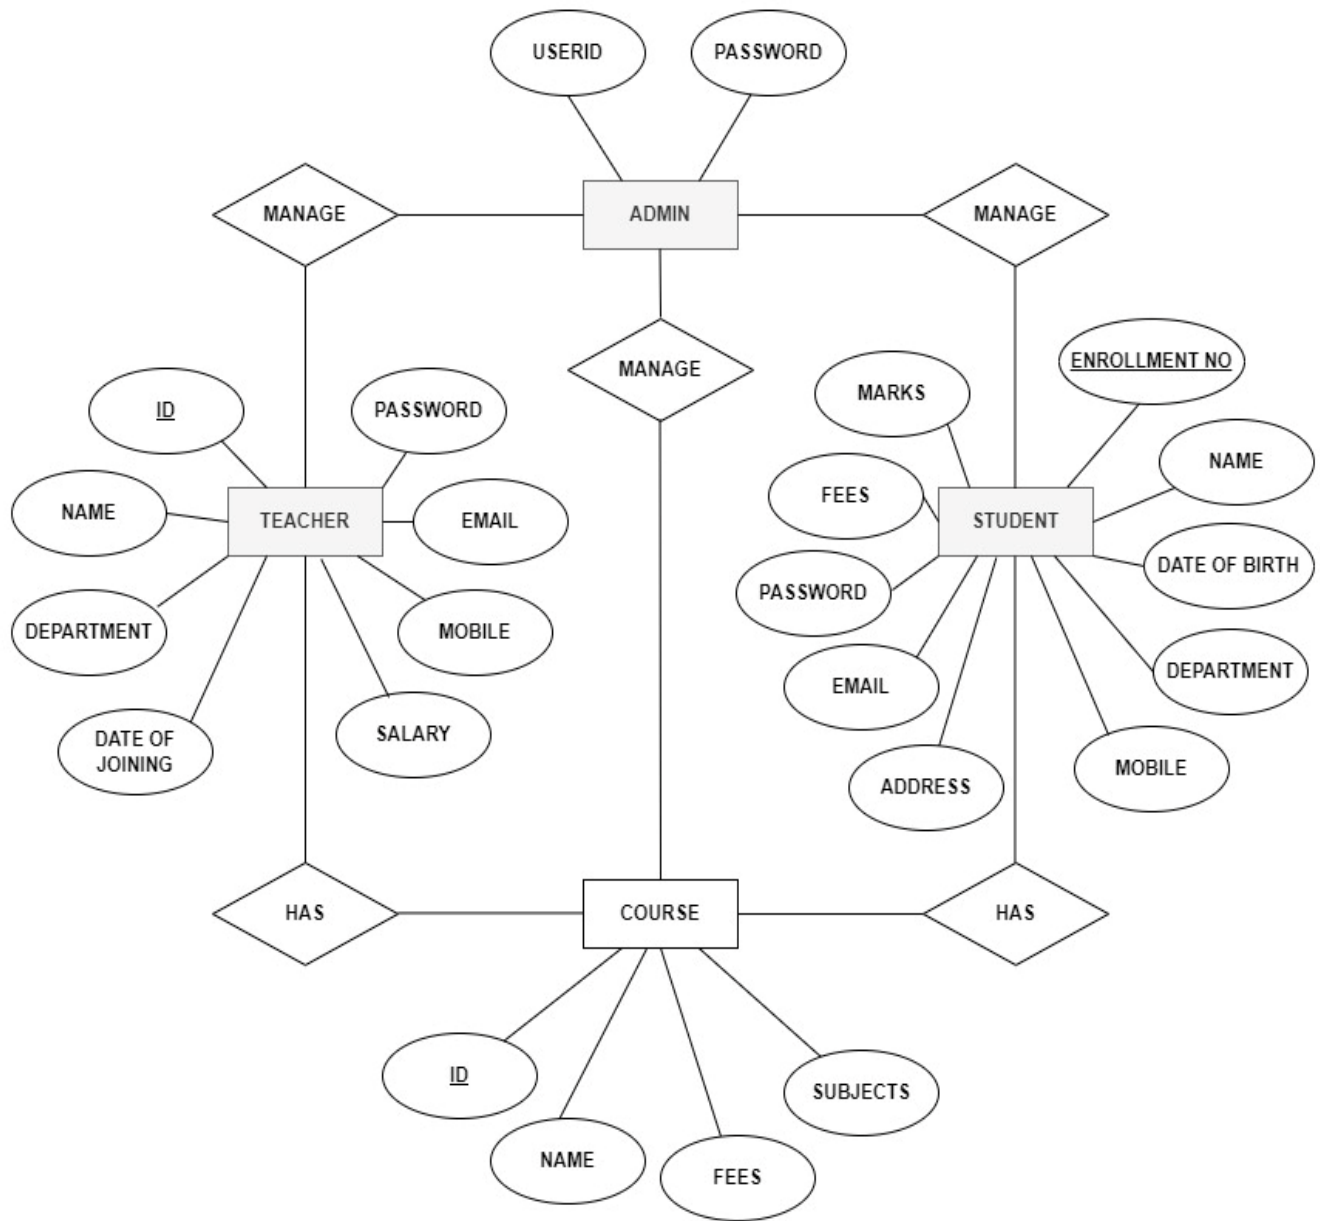 USERID
PASSWORD
MANAGE
ADMIN
MANAGE
MANAGE
ENROLLMENT NO
MARKS
ID
PASSWORD
NAME
FEES
NAME
TEACHER
EMAIL
STUDENT
DATE OF BIRTH
PASSWORD
DEPARTMENT
MOBILE
DEPARTMENT
EMAIL
SALARY
DATE OF
JOINING
MOBILE
ADDRESS
HAS
COURSE
HAS
ID
SUBJECTS
NAME
FEES